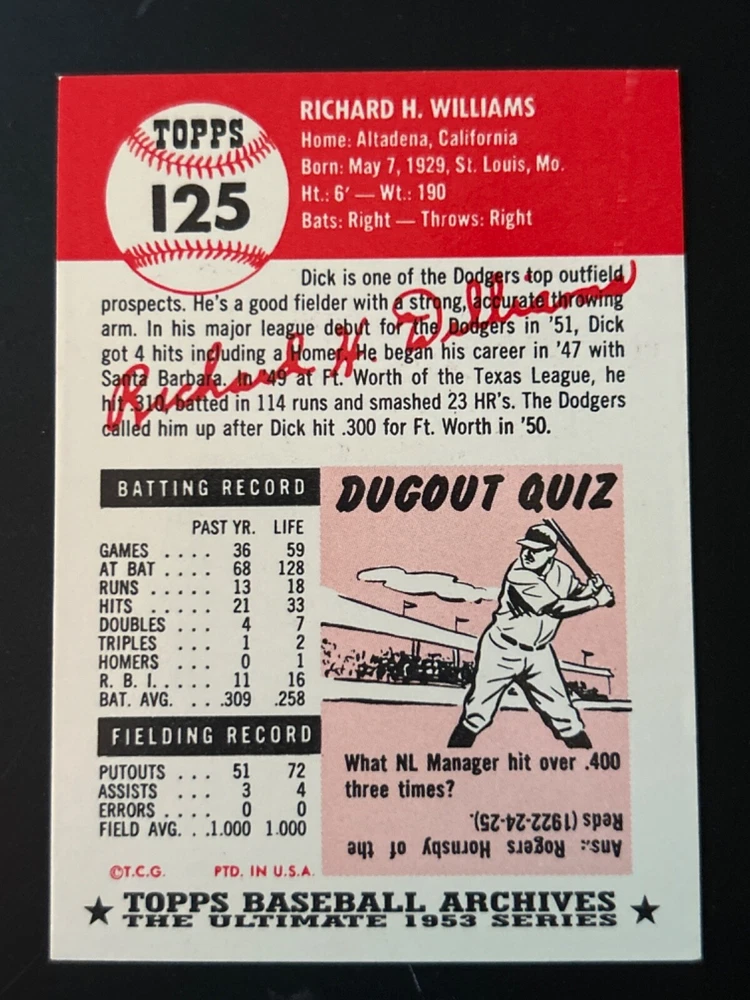 TOPPS
125
RICHARD H. WILLIAMS
Home: Altadena, California
Born: May 7, 1929, St. Louis, Mo.
Ht.: 6' — Wt.: 190
Bats: Right — Throws: Right
Dick is one of the Dodgers top outfield
prospects. He's a good fielder with a strong, accurate throwing
arm. In his major league debut for the Dodgers in '51, Dick
got 4 hits including a Homer. He began his career in '47 with
Santa Barbara. In '49 at Ft. Worth of the Texas League, he
hit .310, batted in 114 runs and smashed 23 HR's. The Dodgers
called him up after Dick hit .300 for Ft. Worth in '50.
Richard H. Williams
BATTING RECORD
PAST YR. LIFE
GAMES .... 36 59
AT BAT .... 68 128
RUNS ..... 13 18
HITS ..... 21 33
DOUBLES ... 4 7
TRIPLES ... 1 2
HOMERS ... 0 1
R. B. I. .... 11 16
BAT. AVG. ... .309 .258
FIELDING RECORD
PUTOUTS ... 51 72
ASSISTS ... 3 4
ERRORS .... 0 0
FIELD AVG. ..1.000 1.000
DUGOUT QUIZ
What NL Manager hit over .400
three times?
Ans.: Rogers Hornsby of the
Reds (1922-24-25).
©T.C.G. PTD. IN U.S.A.
★ TOPPS BASEBALL ARCHIVES ★
THE ULTIMATE 1953 SERIES